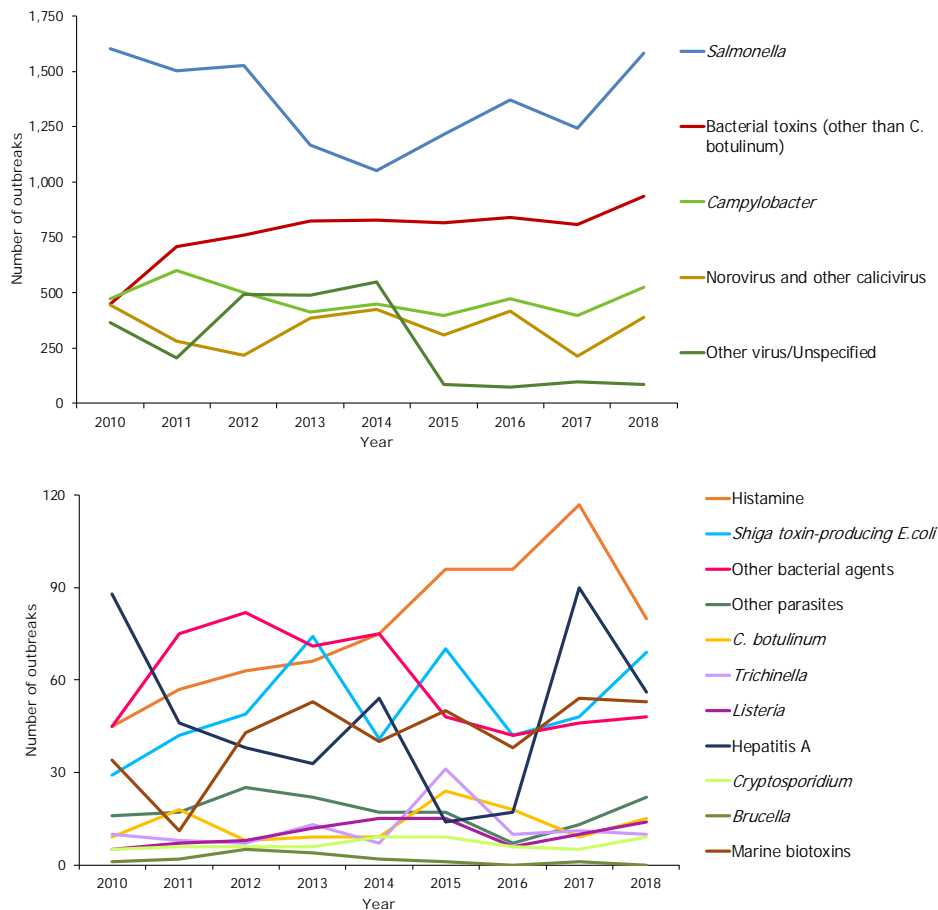 1,750
1,500
1,250
1,000
750
500
250
0
Number of outbreaks
2010 2011 2012 2013 2014 2015 2016 2017 2018
Year
Salmonella
Bacterial toxins (other than C.
botulinum)
Campylobacter
Norovirus and other calicivirus
Other virus/Unspecified
120
90
60
30
0
Number of outbreaks
2010 2011 2012 2013 2014 2015 2016 2017 2018
Year
Histamine
Shiga toxin-producing E.coli
Other bacterial agents
Other parasites
C. botulinum
Trichinella
Listeria
Hepatitis A
Cryptosporidium
Brucella
Marine biotoxins